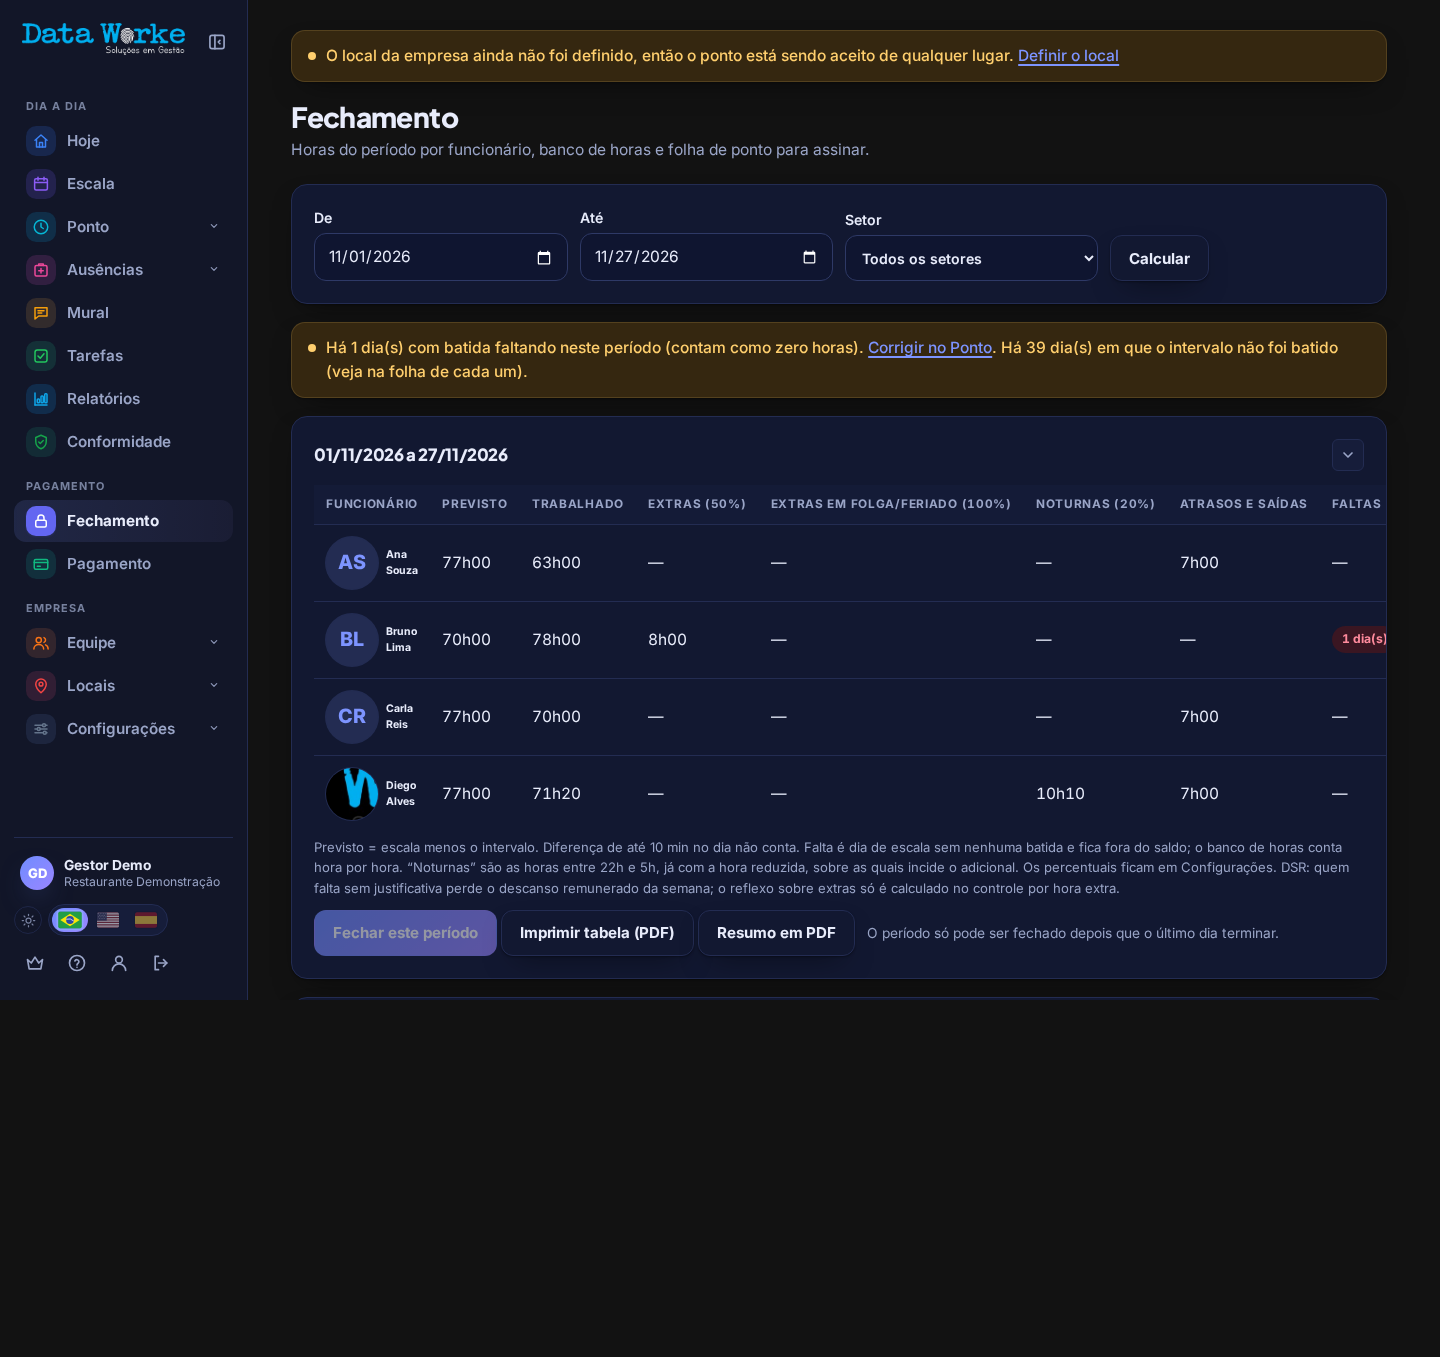 Data Worke
Soluções em Gestão
DIA A DIA
Hoje
Escala
Ponto
Ausências
Mural
Tarefas
Relatórios
Conformidade
PAGAMENTO
Fechamento
Pagamento
EMPRESA
Equipe
Locais
Configurações
GD
Gestor Demo
Restaurante Demonstração
O local da empresa ainda não foi definido, então o ponto está sendo aceito de qualquer lugar. Definir o local
Fechamento
Horas do período por funcionário, banco de horas e folha de ponto para assinar.
De
Até
Setor
11/01/2026
11/27/2026
Todos os setores
Calcular
Há 1 dia(s) com batida faltando neste período (contam como zero horas). Corrigir no Ponto. Há 39 dia(s) em que o intervalo não foi batido
(veja na folha de cada um).
01/11/2026 a 27/11/2026
FUNCIONÁRIO PREVISTO TRABALHADO EXTRAS (50%) EXTRAS EM FOLGA/FERIADO (100%) NOTURNAS (20%) ATRASOS E SAÍDAS FALTAS
AS Ana Souza 77h00 63h00 — — — 7h00 —
BL Bruno Lima 70h00 78h00 8h00 — — — 1 dia(s)
CR Carla Reis 77h00 70h00 — — — 7h00 —
Diego Alves 77h00 71h20 — — 10h10 7h00 —
Previsto = escala menos o intervalo. Diferença de até 10 min no dia não conta. Falta é dia de escala sem nenhuma batida e fica fora do saldo; o banco de horas conta
hora por hora. “Noturnas” são as horas entre 22h e 5h, já com a hora reduzida, sobre as quais incide o adicional. Os percentuais ficam em Configurações. DSR: quem
falta sem justificativa perde o descanso remunerado da semana; o reflexo sobre extras só é calculado no controle por hora extra.
Fechar este período
Imprimir tabela (PDF)
Resumo em PDF
O período só pode ser fechado depois que o último dia terminar.